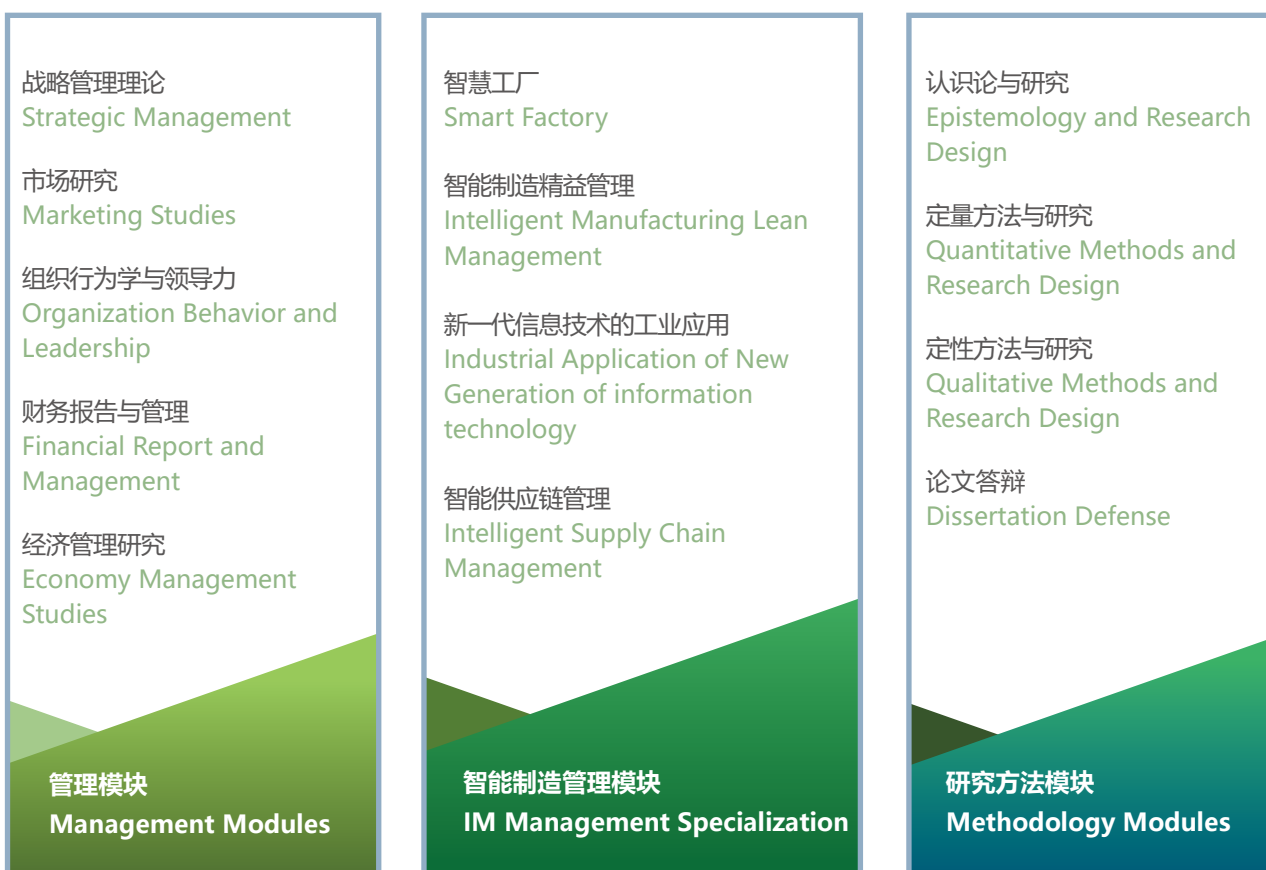 战略管理理论
Strategic Management
市场研究
Marketing Studies
组织行为学与领导力
Organization Behavior and
Leadership
财务报告与管理
Financial Report and
Management
经济管理研究
Economy Management
Studies
管理模块
Management Modules
智慧工厂
Smart Factory
智能制造精益管理
Intelligent Manufacturing Lean
Management
新一代信息技术的工业应用
Industrial Application of New
Generation of information
technology
智能供应链管理
Intelligent Supply Chain
Management
智能制造管理模块
IM Management Specialization
认识论与研究
Epistemology and Research
Design
定量方法与研究
Quantitative Methods and
Research Design
定性方法与研究
Qualitative Methods and
Research Design
论文答辩
Dissertation Defense
研究方法模块
Methodology Modules